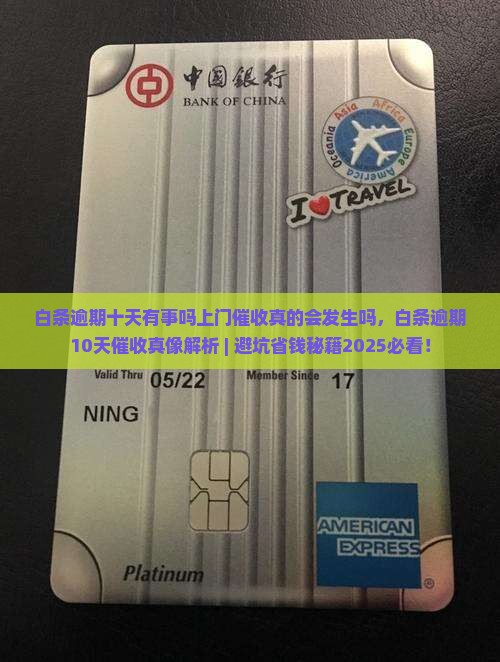 中国银行
BANK OF CHINA
Oceania Asia Africa Europe America
I❤TRAVEL
白条逾期十天有事吗上门催收真的会发生吗，白条逾期
10天催收真像解析 | 避坑省钱秘籍2025必看！
Valid Thru 05/22 Member Since 17
NING
AMERICAN
EXPRESS
®
Platinum